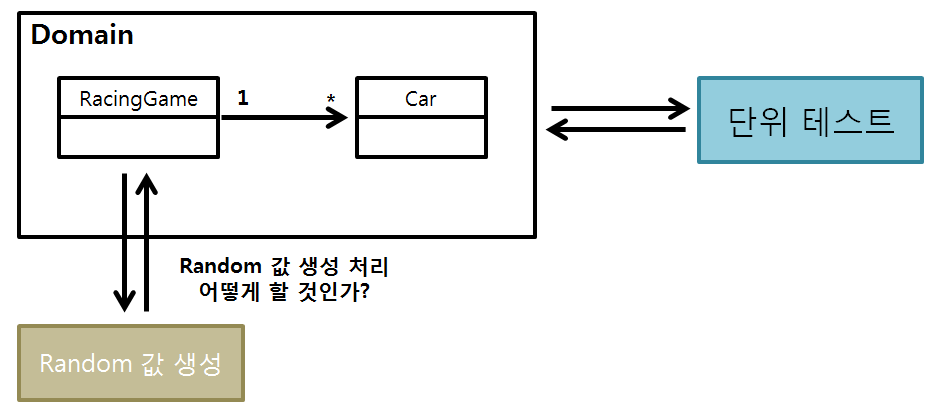 Domain
RacingGame
1
*
Car
단위 테스트
Random 값 생성 처리
어떻게 할 것인가?
Random 값 생성